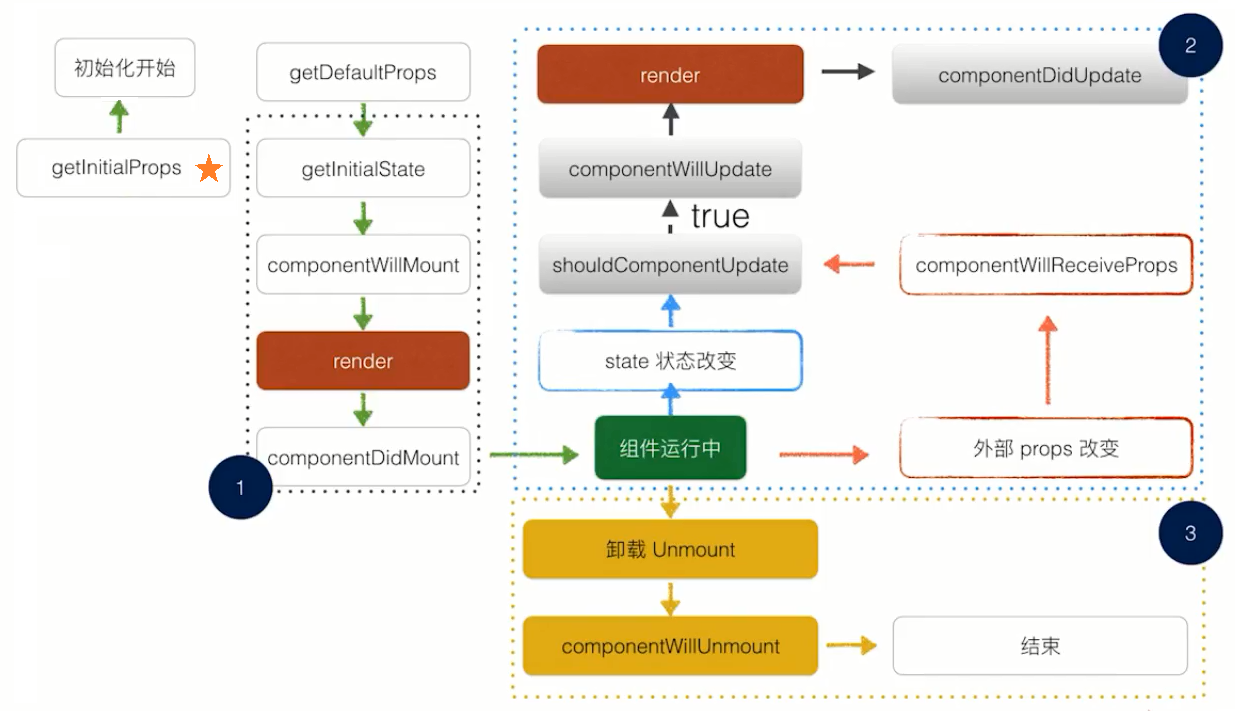 初始化开始
getInitialProps
getDefaultProps
getInitialState
componentWillMount
render
componentDidMount
1
2
render
componentDidUpdate
componentWillUpdate
true
shouldComponentUpdate
componentWillReceiveProps
state 状态改变
组件运行中
外部 props 改变
3
卸载 Unmount
componentWillUnmount
结束